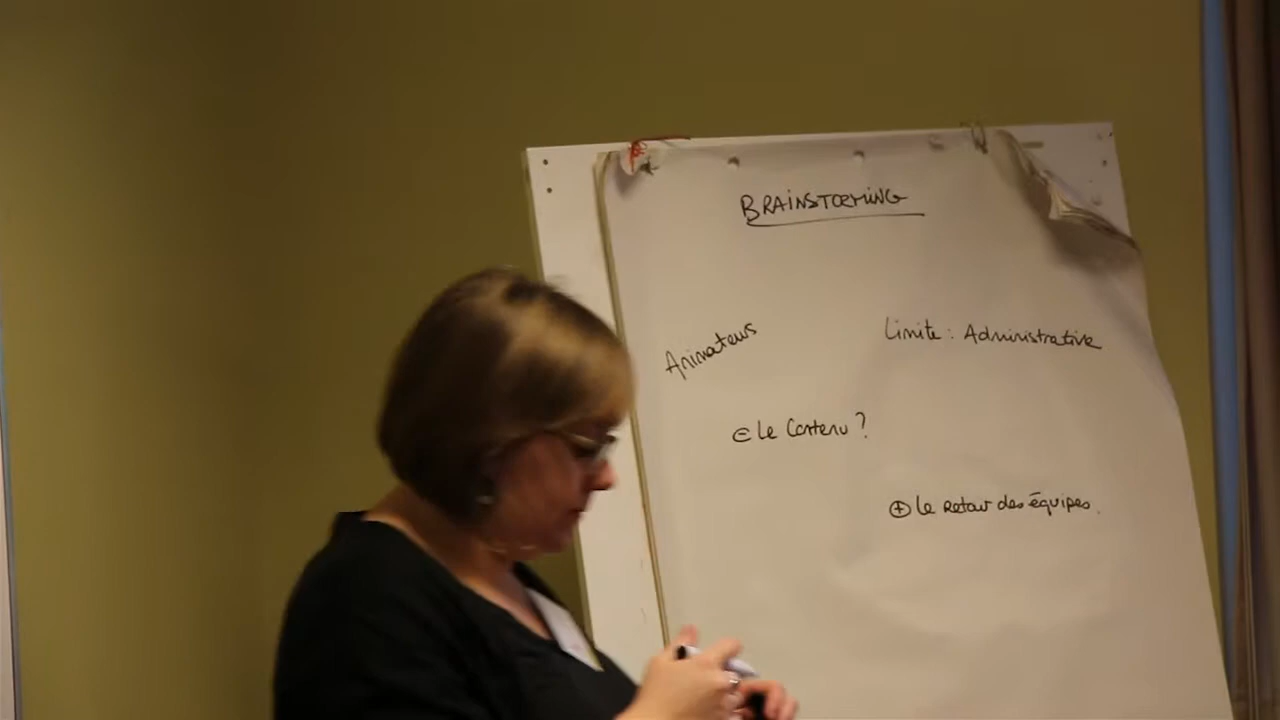 BRAINSTORMING
Animateurs
Limite : Administrative
⊖ le Contenu ?
⊕ le Retour des équipes.